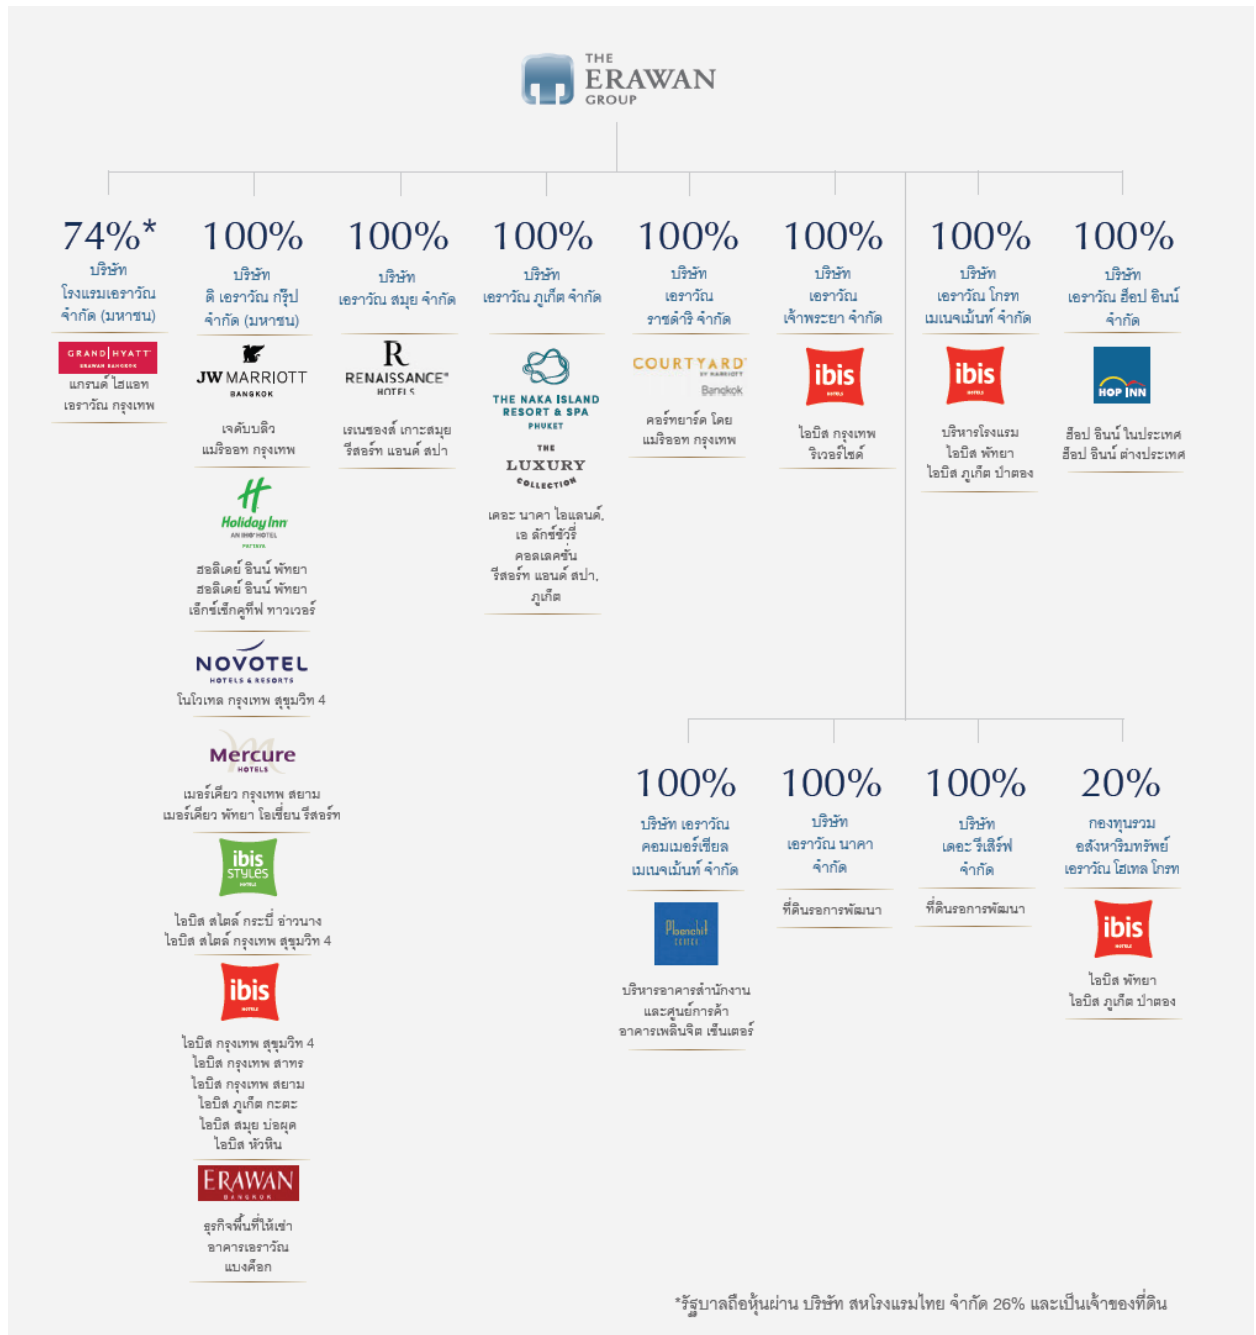 THE
ERAWAN
GROUP
74%*
บริษัท
โรงแรมเอราวัณ
จำกัด (มหาชน)
GRAND|HYATT
ERAWAN BANGKOK
แกรนด์ ไฮแอท
เอราวัณ กรุงเทพ
100%
บริษัท
ดิ เอราวัณ กรุ๊ป
จำกัด (มหาชน)
JW MARRIOTT
BANGKOK
เจดับบลิว
แมริออท กรุงเทพ
Holiday Inn
AN IHG HOTEL
PATTAYA
ฮอลิเดย์ อินน์ พัทยา
ฮอลิเดย์ อินน์ พัทยา
เอ็กซ์เซ็กคูทีฟ ทาวเวอร์
NOVOTEL
HOTELS & RESORTS
โนโวเทล กรุงเทพ สุขุมวิท 4
Mercure
HOTELS
เมอร์เคียว กรุงเทพ สยาม
เมอร์เคียว พัทยา โอเชี่ยน รีสอร์ท
ibis
STYLES
HOTELS
ไอบิส สไตล์ กระบี่ อ่าวนาง
ไอบิส สไตล์ กรุงเทพ สุขุมวิท 4
ibis
HOTELS
ไอบิส กรุงเทพ สุขุมวิท 4
ไอบิส กรุงเทพ สาทร
ไอบิส กรุงเทพ สยาม
ไอบิส ภูเก็ต กะตะ
ไอบิส สมุย บ่อผุด
ไอบิส หัวหิน
ERAWAN
BANGKOK
ธุรกิจพื้นที่ให้เช่า
อาคารเอราวัณ
แบงค็อก
100%
บริษัท
เอราวัณ สมุย จำกัด
R
RENAISSANCE
HOTELS
เรเนซองส์ เกาะสมุย
รีสอร์ท แอนด์ สปา
100%
บริษัท
เอราวัณ ภูเก็ต จำกัด
THE NAKA ISLAND
RESORT & SPA
PHUKET
THE
LUXURY
COLLECTION
เดอะ นาคา ไอแลนด์,
เอ ลักซ์ชัวรี่
คอลเลคชั่น
รีสอร์ท แอนด์ สปา,
ภูเก็ต
100%
บริษัท
เอราวัณ
ราชดำริ จำกัด
COURTYARD
BY MARRIOTT
Bangkok
คอร์ทยาร์ด โดย
แมริออท กรุงเทพ
100%
บริษัท
เอราวัณ
เจ้าพระยา จำกัด
ibis
HOTELS
ไอบิส กรุงเทพ
ริเวอร์ไซด์
100%
บริษัท
เอราวัณ โกรท
เมเนจเม้นท์ จำกัด
ibis
HOTELS
บริหารโรงแรม
ไอบิส พัทยา
ไอบิส ภูเก็ต ป่าตอง
100%
บริษัท
เอราวัณ ฮ็อป อินน์
จำกัด
HOP INN
ฮ็อป อินน์ ในประเทศ
ฮ็อป อินน์ ต่างประเทศ
100%
บริษัท เอราวัณ
คอมเมอร์เชียล
เมเนจเม้นท์ จำกัด
Ploenchit
CENTER
บริหารอาคารสำนักงาน
และศูนย์การค้า
อาคารเพลินจิต เซ็นเตอร์
100%
บริษัท
เอราวัณ นาคา
จำกัด
ที่ดินรอการพัฒนา
100%
บริษัท
เดอะ รีเสิร์ฟ
จำกัด
ที่ดินรอการพัฒนา
20%
กองทุนรวม
อสังหาริมทรัพย์
เอราวัณ โฮเทล โกรท
ibis
HOTELS
ไอบิส พัทยา
ไอบิส ภูเก็ต ป่าตอง
*รัฐบาลถือหุ้นผ่าน บริษัท สหโรงแรมไทย จำกัด 26% และเป็นเจ้าของที่ดิน